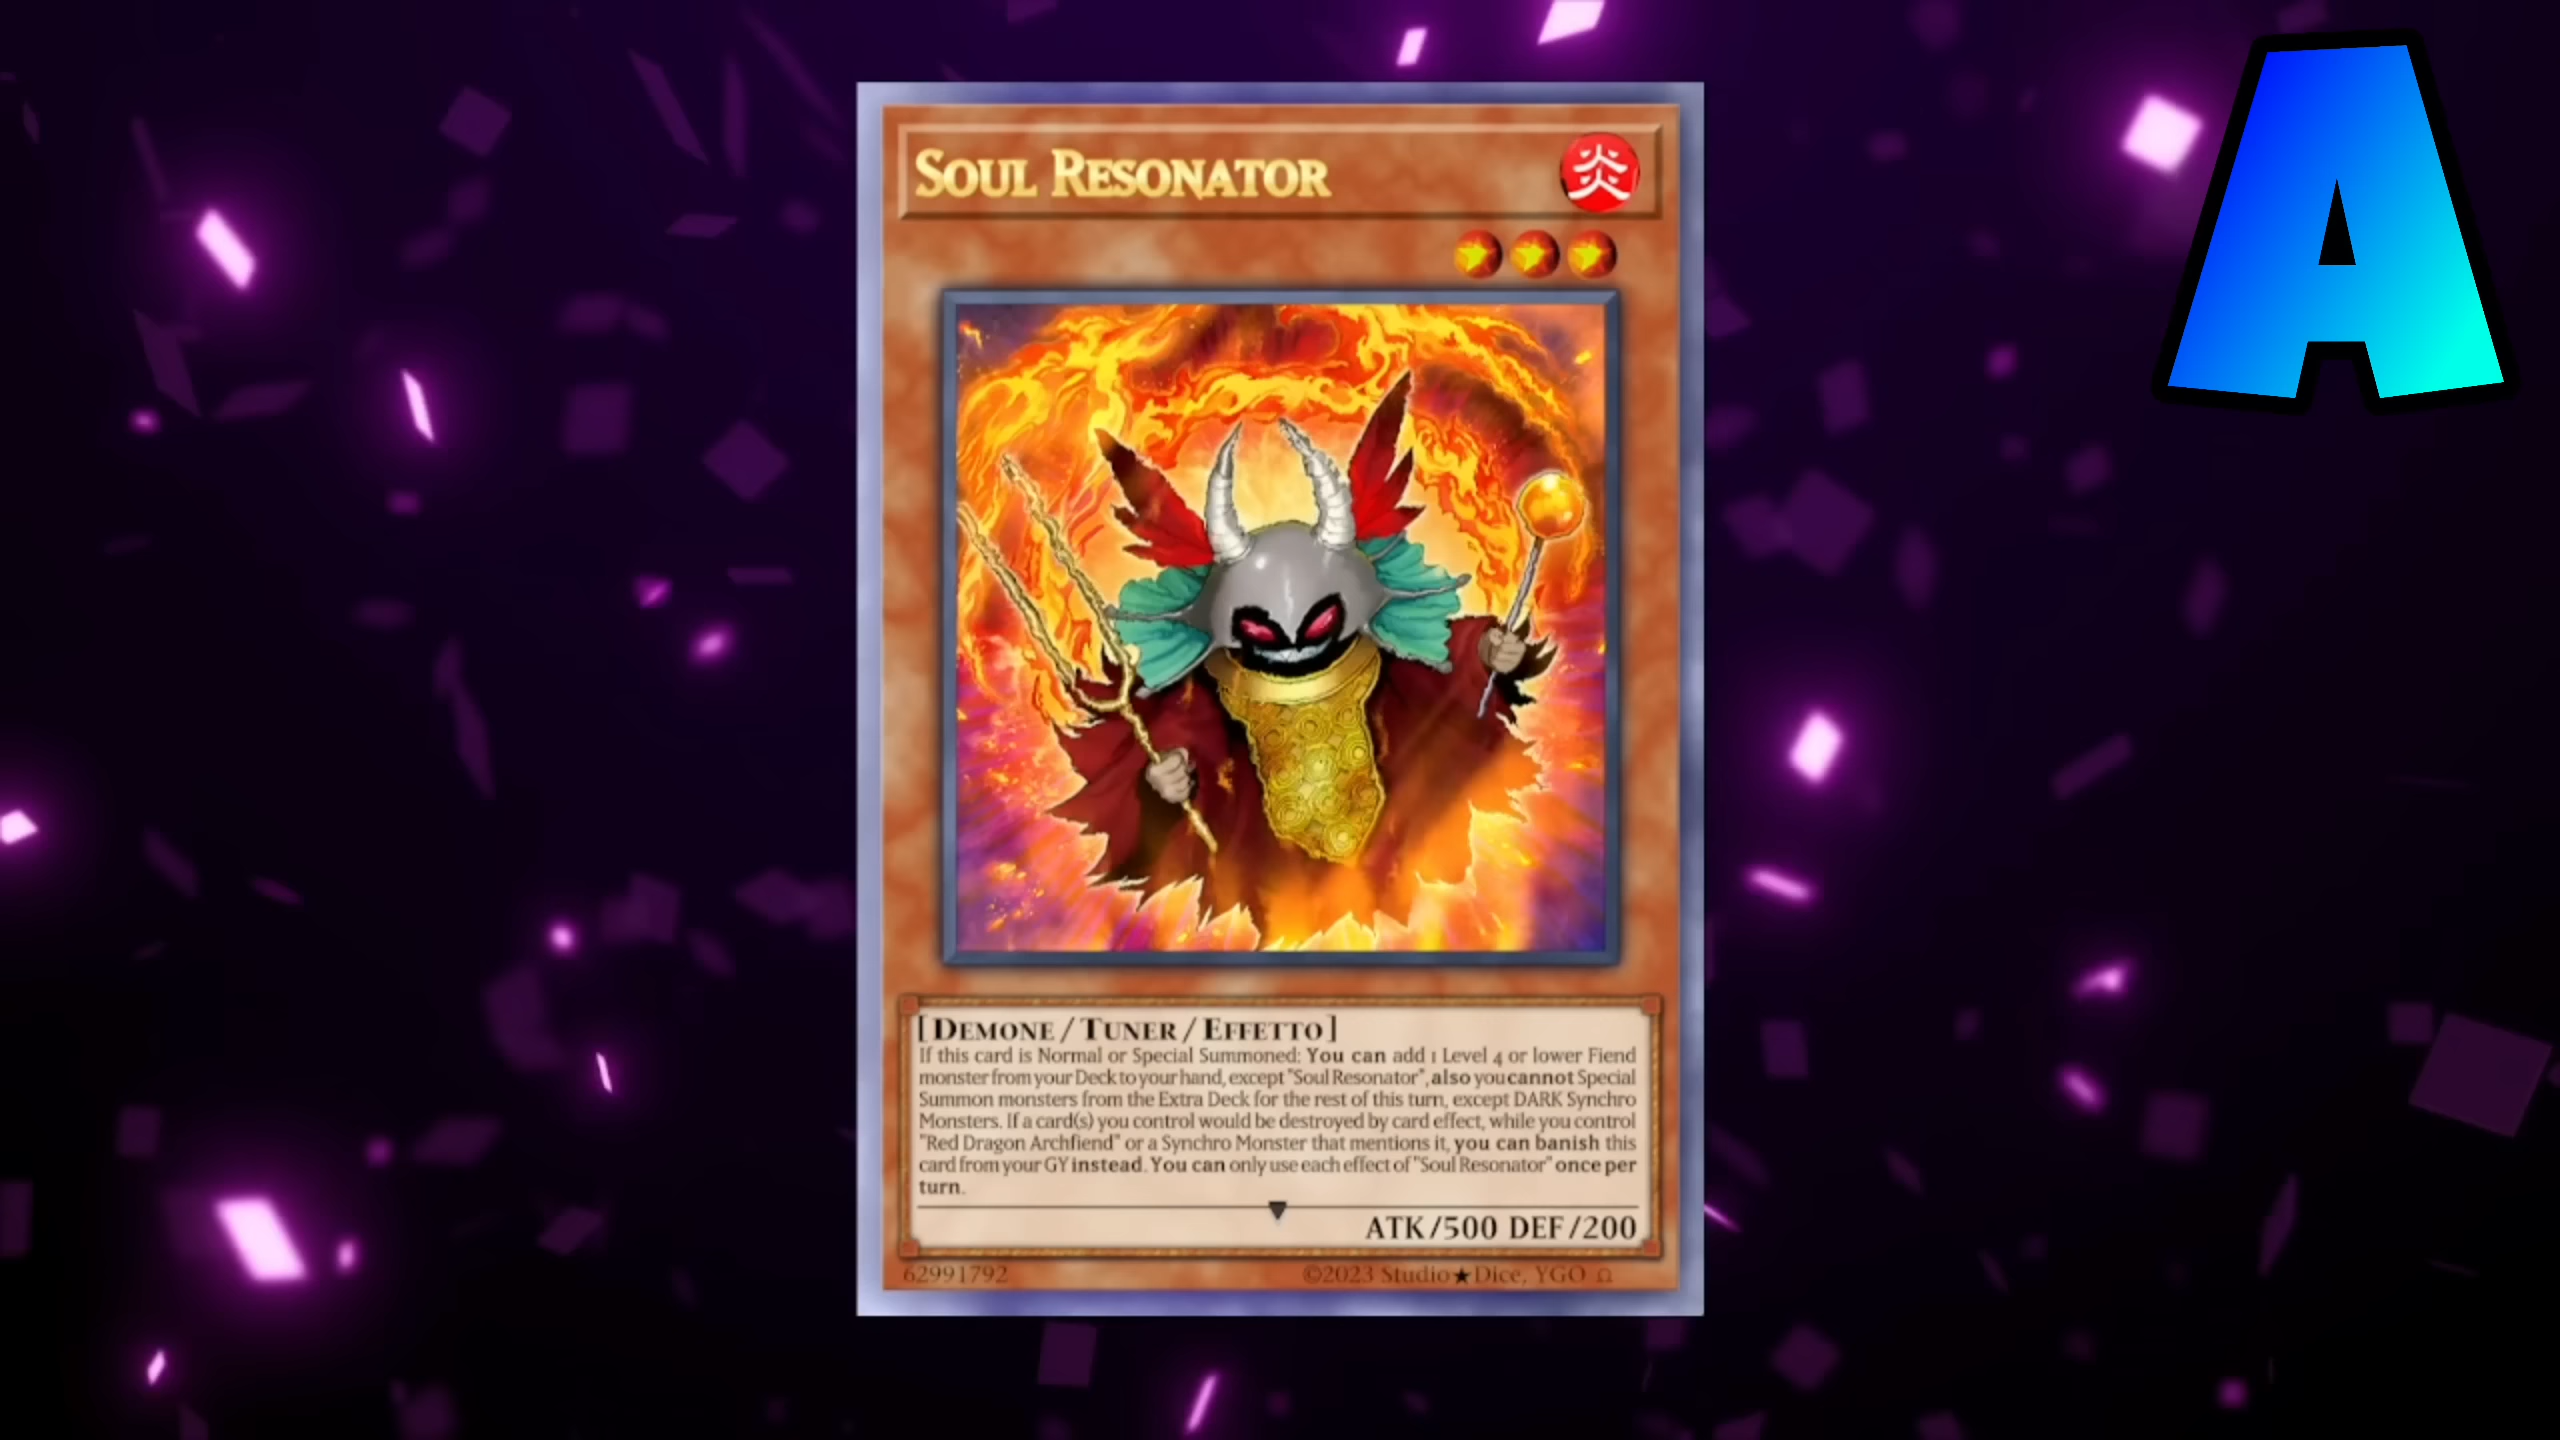 A
SOUL RESONATOR
炎
[DEMONE/TUNER/EFFETTO]
If this card is Normal or Special Summoned: You can add 1 Level 4 or lower Fiend
monster from your Deck to your hand, except "Soul Resonator", also you cannot Special
Summon monsters from the Extra Deck for the rest of this turn, except DARK Synchro
Monsters. If a card(s) you control would be destroyed by card effect, while you control
"Red Dragon Archfiend" or a Synchro Monster that mentions it, you can banish this
card from your GY instead. You can only use each effect of "Soul Resonator" once per
turn.
ATK/500 DEF/200
62991792 ©2023 Studio★Dice, YGO Ω